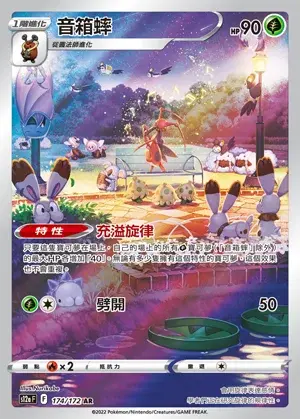 1階進化
音箱蟀
HP 90
從圓法師進化
特性 充溢旋律
只要這隻寶可夢在場上,自己的場上的所有寶可夢(「音箱蟀」除外)
的最大HP各增加「40」。無論有多少隻擁有這個特性的寶可夢,這個效果
也不會重複。
劈開 50
弱點 ×2 抵抗力 撤退
Illus. Yurikobe
s12a F F 174/172 AR
©2022 Pokémon/Nintendo/Creatures/GAME FREAK.